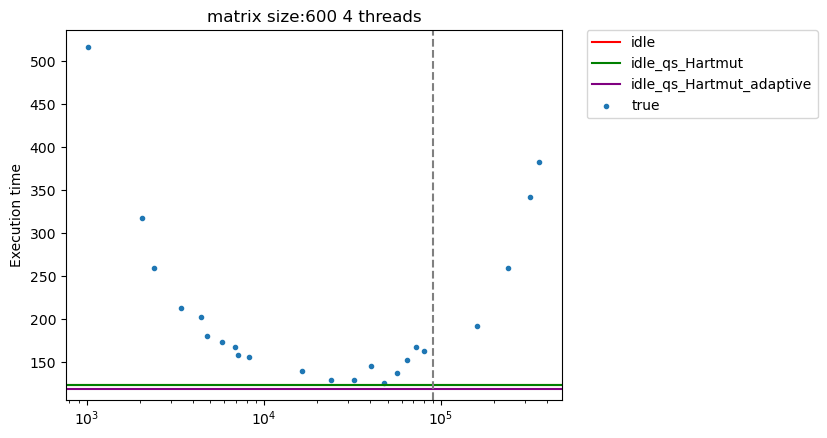 matrix size:600 4 threads
idle
idle_qs_Hartmut
idle_qs_Hartmut_adaptive
true
Execution time
500
450
400
350
300
250
200
150
10³
10⁴
10⁵